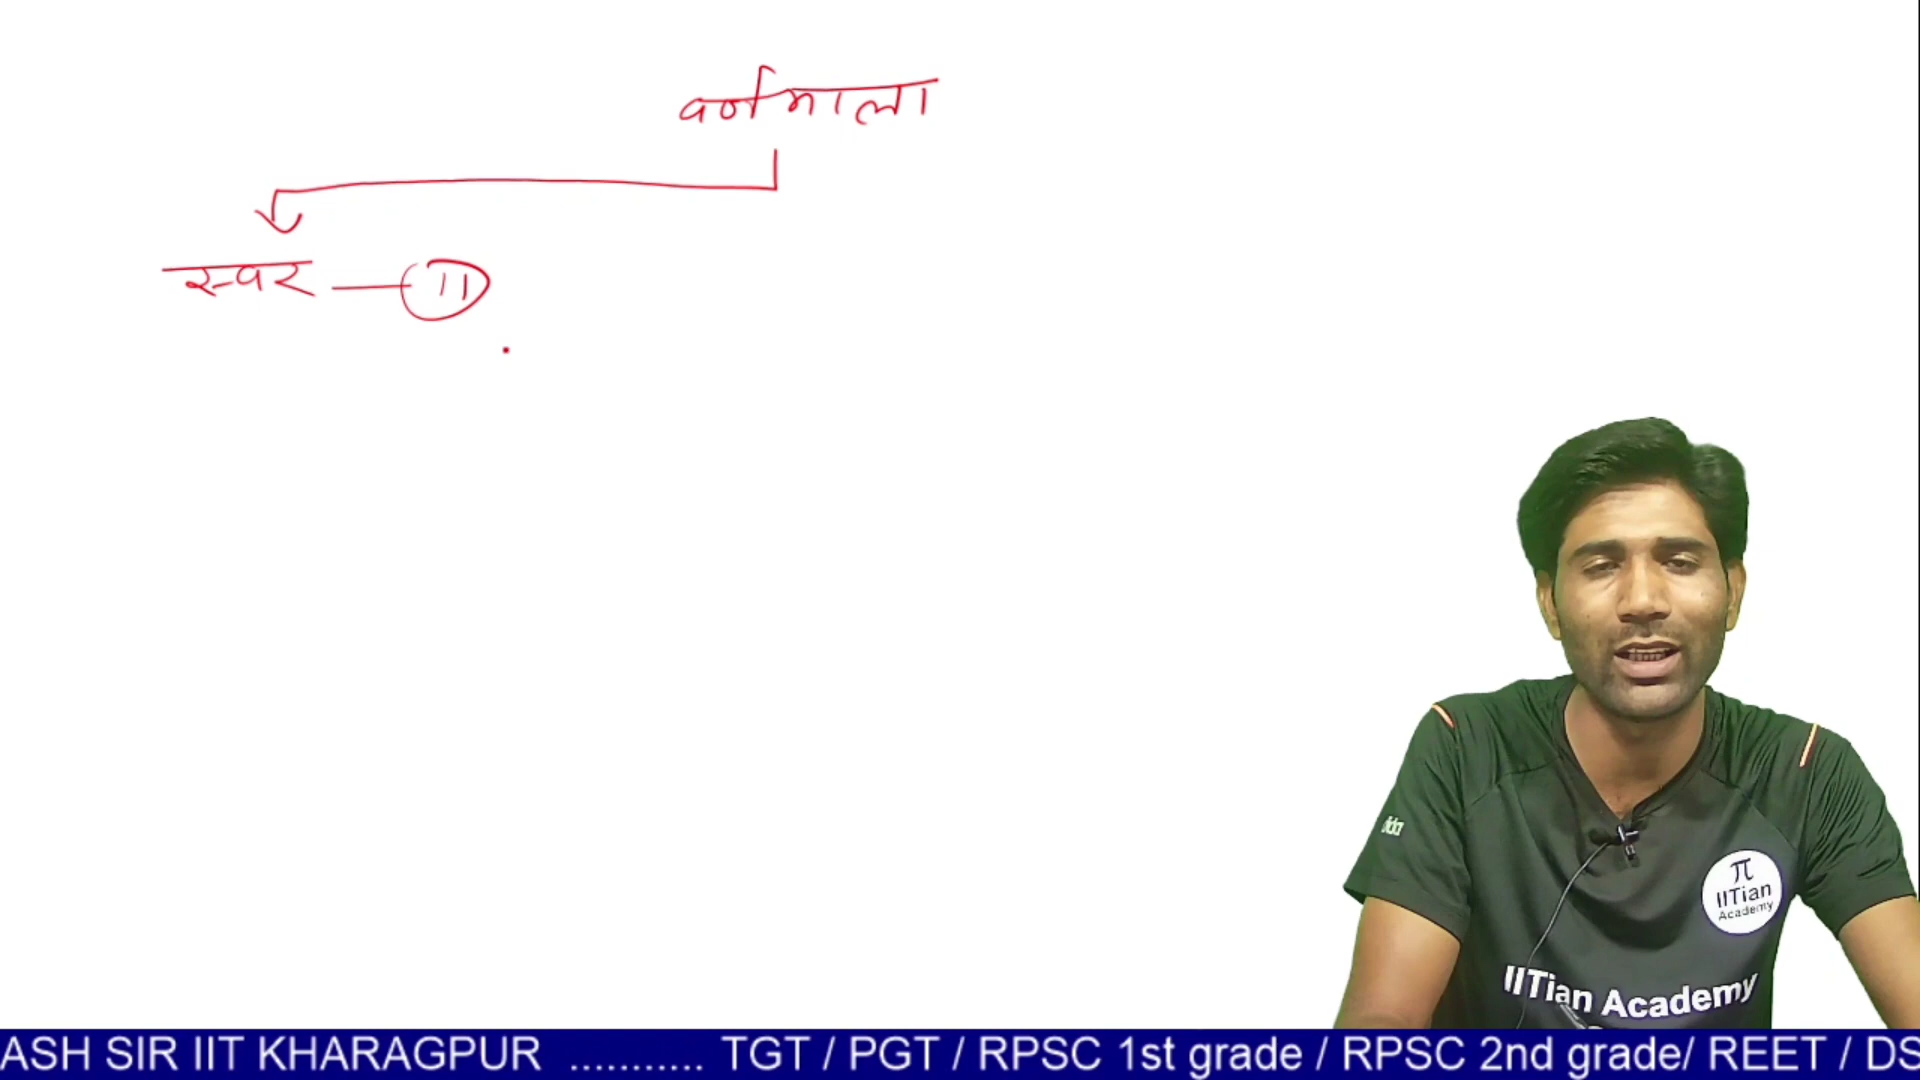 वर्णमाला
स्वर — 11
π
IITian
Academy
IITian Academy
ASH SIR IIT KHARAGPUR ........... TGT / PGT / RPSC 1st grade / RPSC 2nd grade/ REET / DS